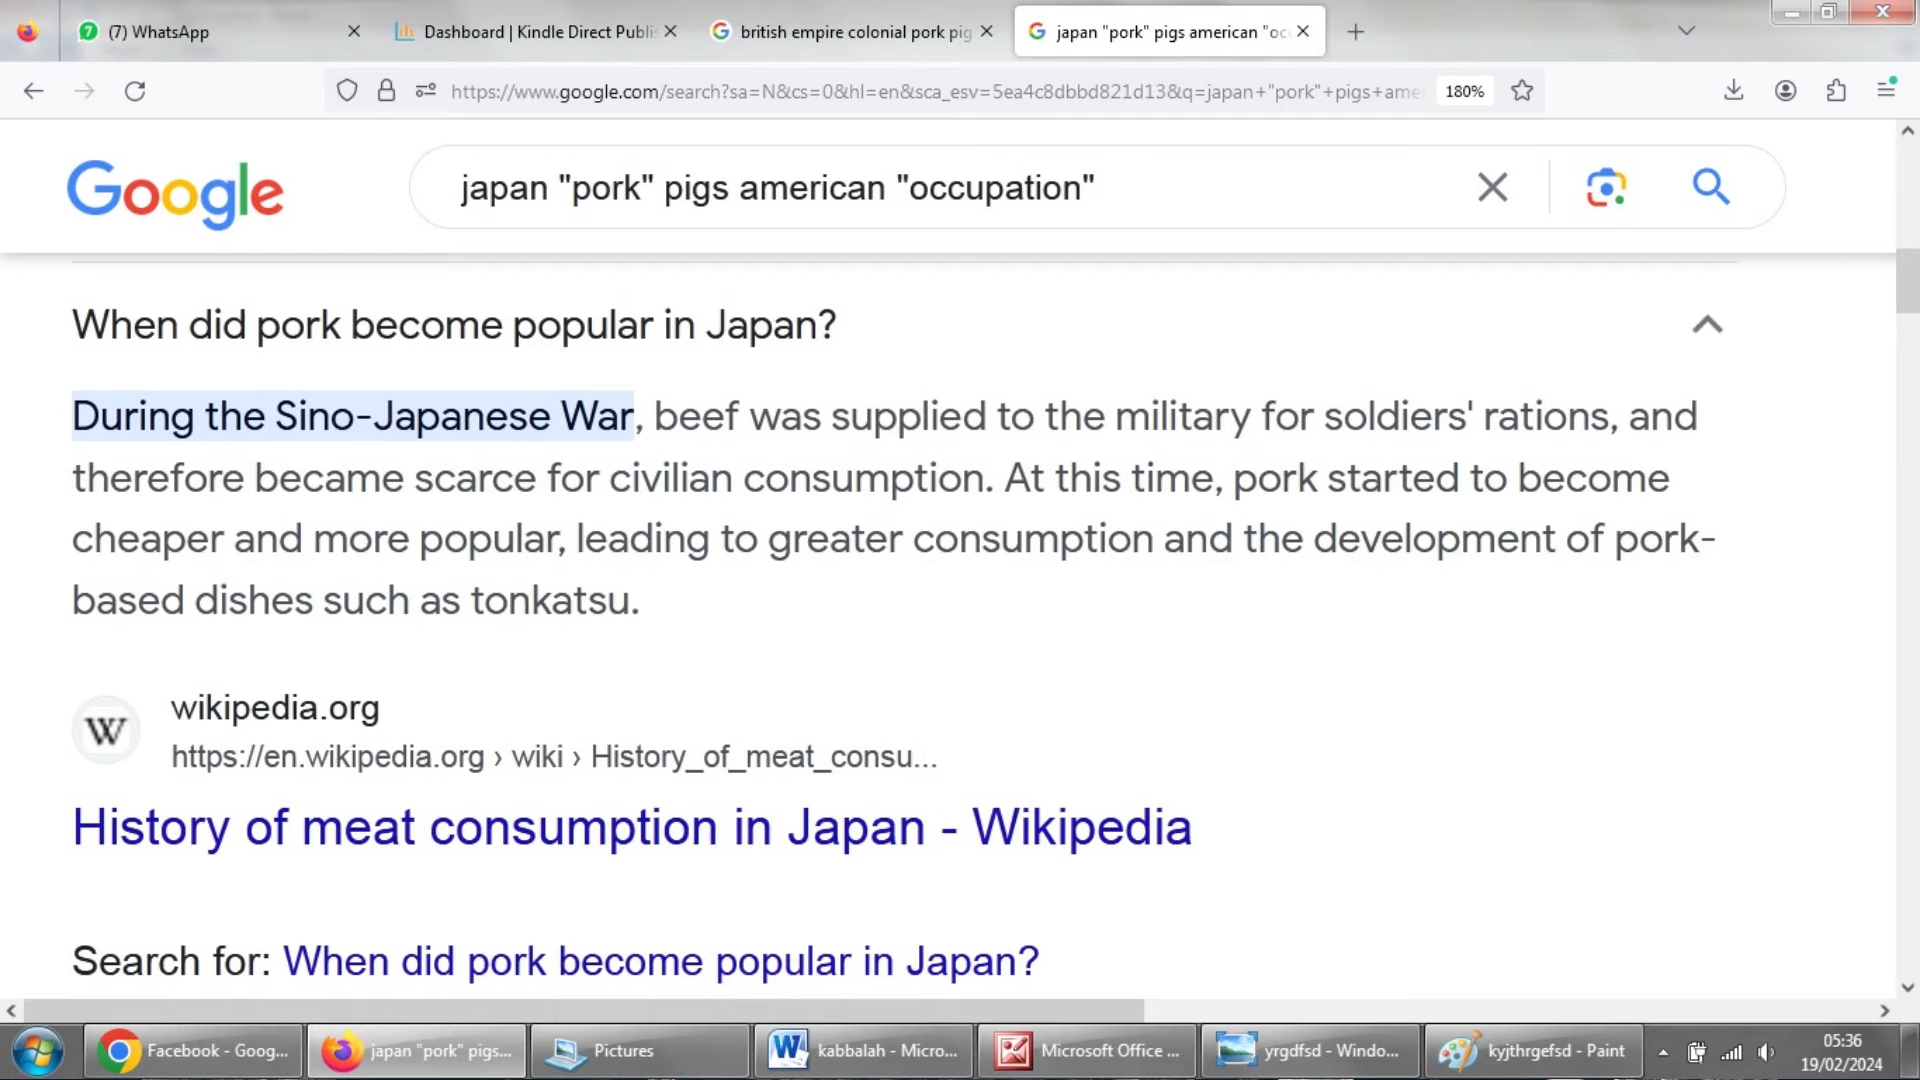 (7) WhatsApp
Dashboard | Kindle Direct Publis
british empire colonial pork pig
japan "pork" pigs american "oc
https://www.google.com/search?sa=N&cs=0&hl=en&sca_esv=5ea4c8dbbd821d13&q=japan+"pork"+pigs+ame
180%
Google
japan "pork" pigs american "occupation"
When did pork become popular in Japan?
During the Sino-Japanese War, beef was supplied to the military for soldiers' rations, and
therefore became scarce for civilian consumption. At this time, pork started to become
cheaper and more popular, leading to greater consumption and the development of pork-
based dishes such as tonkatsu.
W
wikipedia.org
https://en.wikipedia.org › wiki › History_of_meat_consu...
History of meat consumption in Japan - Wikipedia
Search for: When did pork become popular in Japan?
Facebook - Goog...
japan "pork" pigs...
Pictures
kabbalah - Micro...
Microsoft Office ...
yrgdfsd - Windo...
kyjthrgefsd - Paint
05:36
19/02/2024